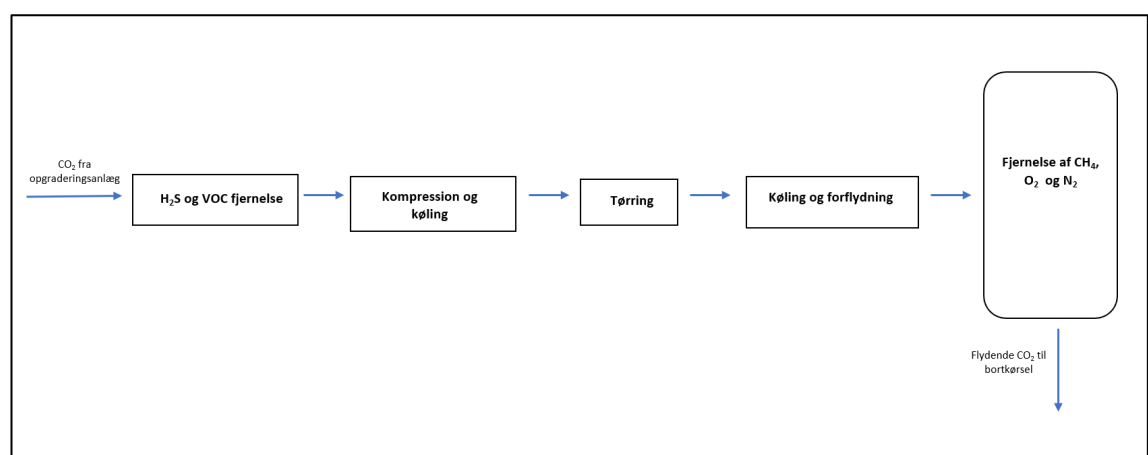 CO₂ fra
opgraderingsanlæg
H₂S og VOC fjernelse
Kompression og
køling
Tørring
Køling og forflydning
Fjernelse af CH₄,
O₂ og N₂
Flydende CO₂ til
bortkørsel